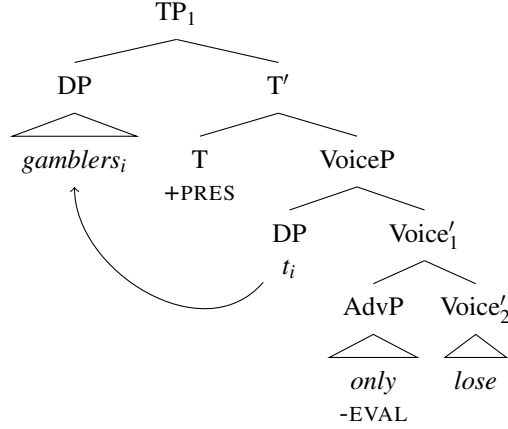 TP₁
DP T′
gamblersᵢ T VoiceP
+PRES
DP Voice′₁
tᵢ
AdvP Voice′₂
only lose
-EVAL